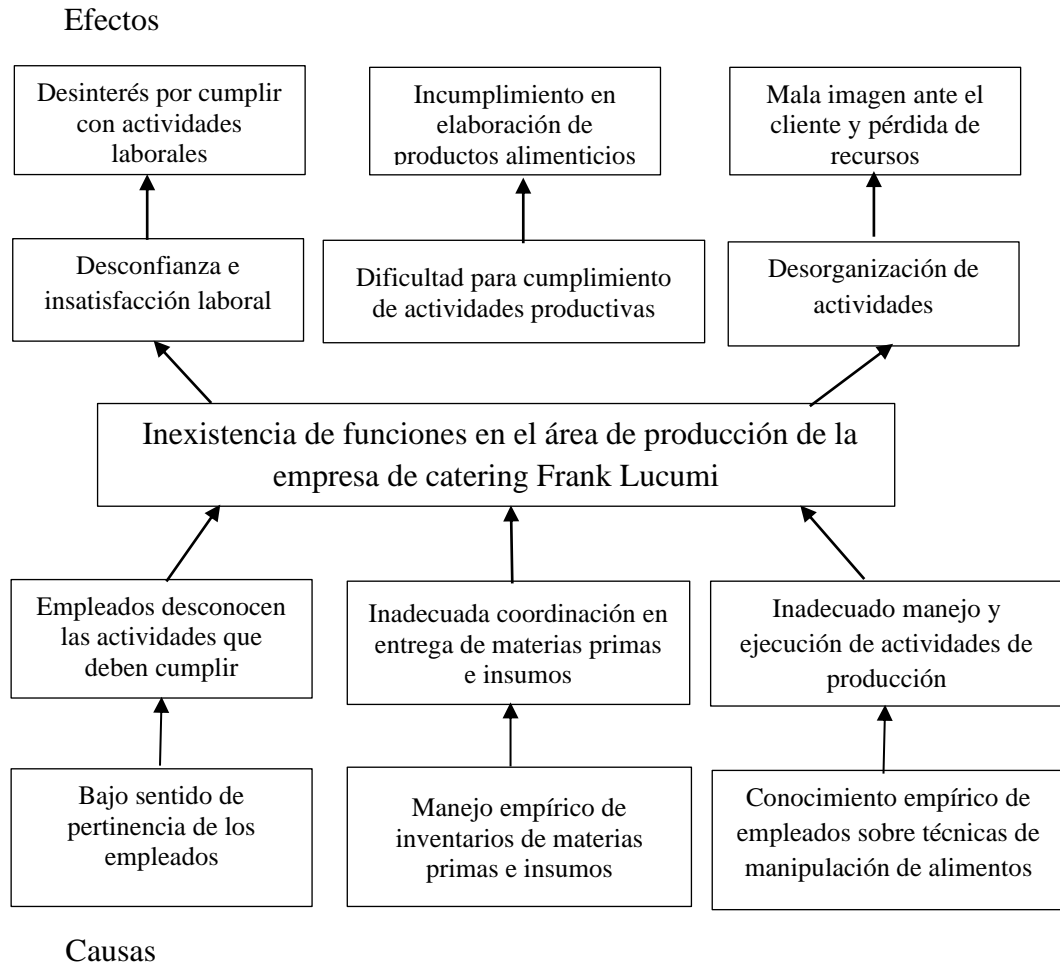 Efectos
Desinterés por cumplir
con actividades
laborales
Incumplimiento en
elaboración de
productos alimenticios
Mala imagen ante el
cliente y pérdida de
recursos
Desconfianza e
insatisfacción laboral
Dificultad para cumplimiento
de actividades productivas
Desorganización de
actividades
Inexistencia de funciones en el área de producción de la
empresa de catering Frank Lucumi
Empleados desconocen
las actividades que
deben cumplir
Inadecuada coordinación en
entrega de materias primas
e insumos
Inadecuado manejo y
ejecución de actividades de
producción
Bajo sentido de
pertinencia de los
empleados
Manejo empírico de
inventarios de materias
primas e insumos
Conocimiento empírico de
empleados sobre técnicas de
manipulación de alimentos
Causas